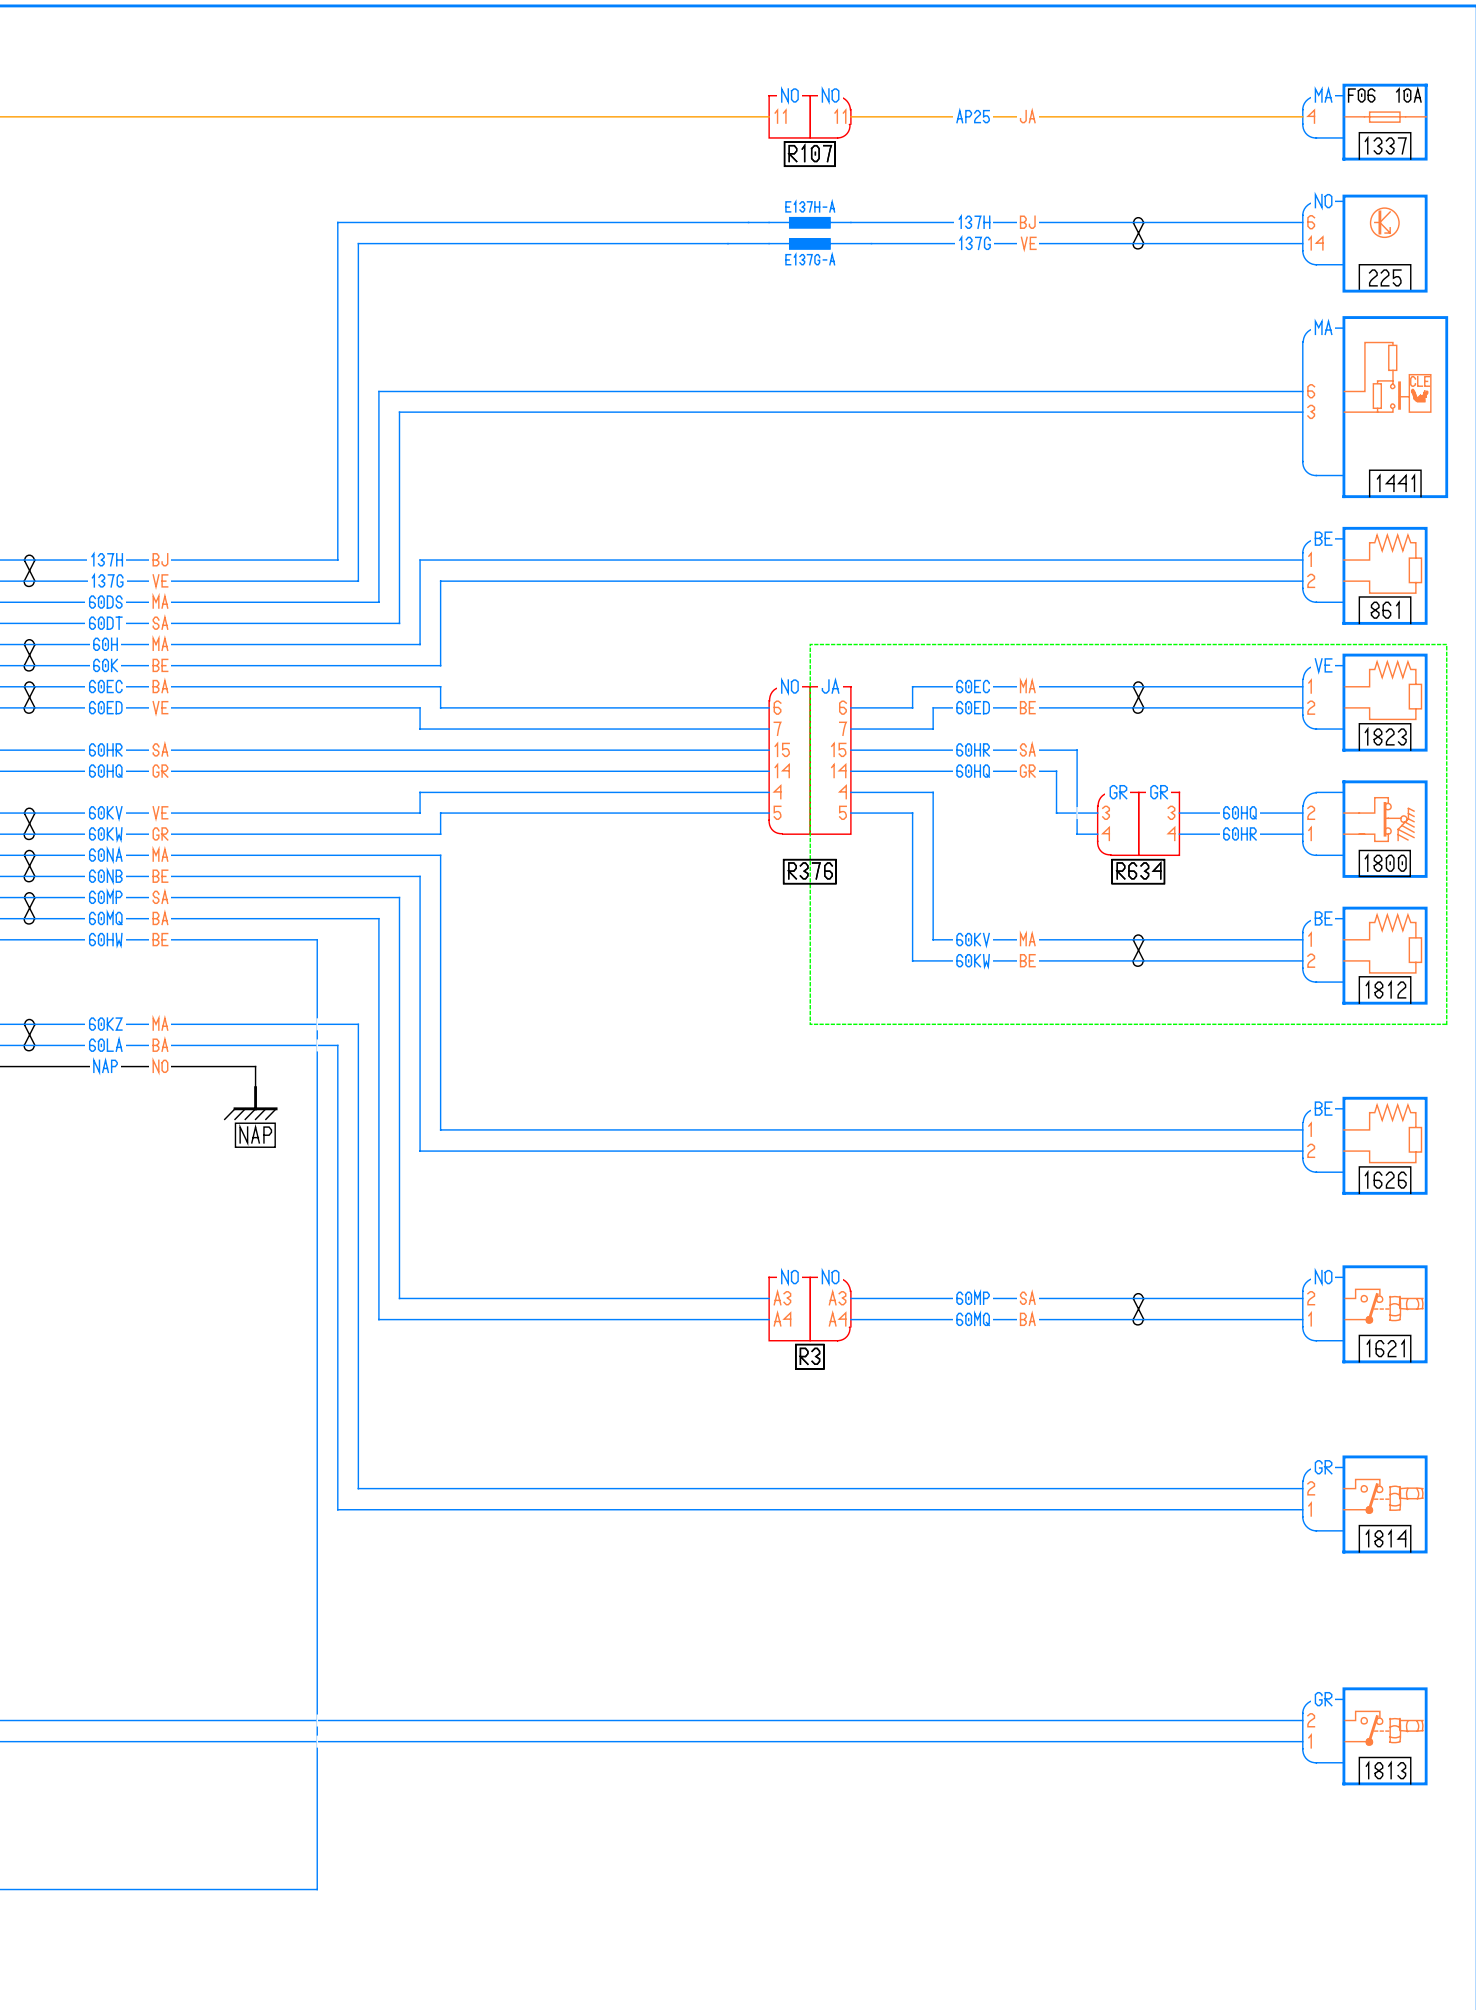 NO NO MA F06 10A
11 11 AP25 JA 4
R107 1337
E137H-A NO
137H BJ 6
137G VE 14
E137G-A
225
MA
6 CLE
3
1441
BE
137H BJ 1
137G VE 2
60DS MA 861
60DT SA
60H MA
60K BE VE
60EC BA NO JA 60EC MA 1
60ED VE 6 6 60ED BE 2
7 7 1823
60HR SA 15 15 60HR SA
60HQ GR 14 14 60HQ GR
4 4 GR GR
60KV VE 5 5 3 3 60HQ 2
60KW GR 4 4 60HR 1
60NA MA R376 R634 1800
60NB BE
60MP SA
60MQ BA BE
60HW BE 60KV MA 1
60KW BE 2
1812
60KZ MA
60LA BA
NAP NO
NAP BE
1
2
1626
NO NO NO
A3 A3 60MP SA 2
A4 A4 60MQ BA 1
R3 1621
GR
2
1
1814
GR
2
1
1813